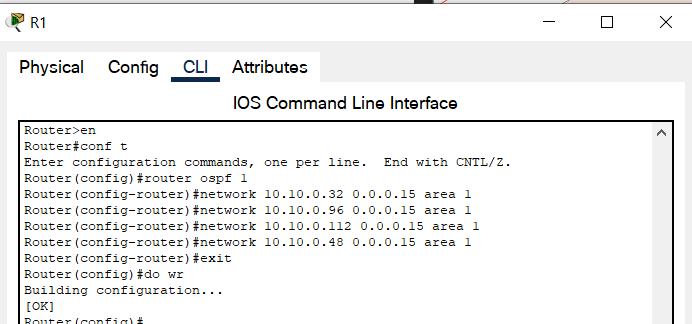 R1
Physical Config CLI Attributes
IOS Command Line Interface
Router>en
Router#conf t
Enter configuration commands, one per line.  End with CNTL/Z.
Router(config)#router ospf 1
Router(config-router)#network 10.10.0.32 0.0.0.15 area 1
Router(config-router)#network 10.10.0.96 0.0.0.15 area 1
Router(config-router)#network 10.10.0.112 0.0.0.15 area 1
Router(config-router)#network 10.10.0.48 0.0.0.15 area 1
Router(config-router)#exit
Router(config)#do wr
Building configuration...
[OK]
Router(config)#